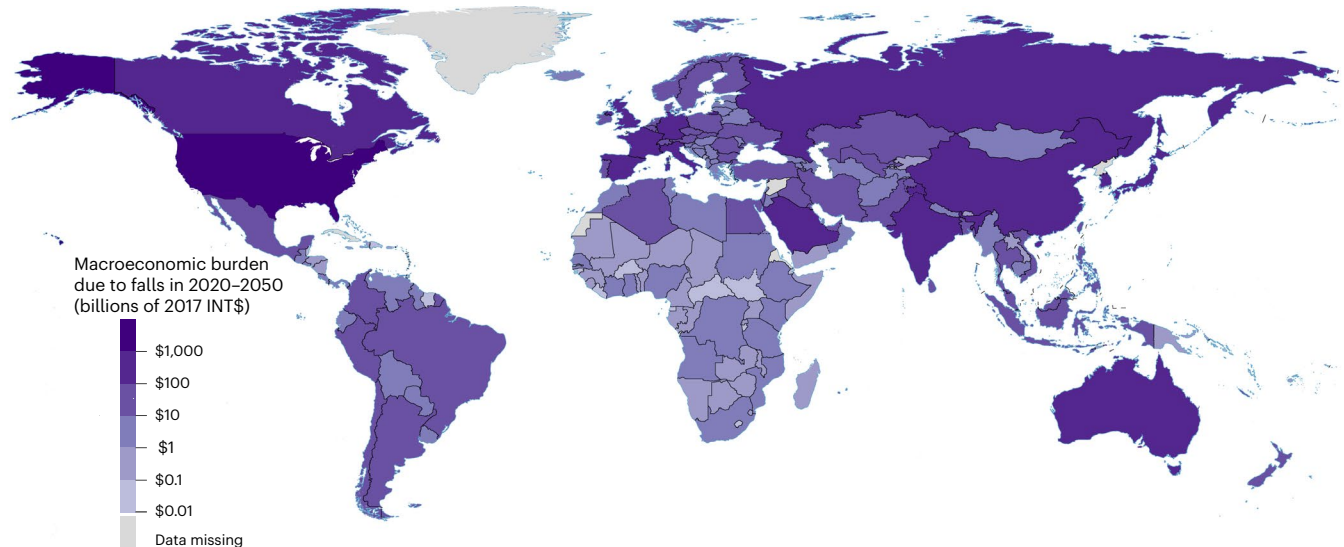 Macroeconomic burden
due to falls in 2020–2050
(billions of 2017 INT$)
$1,000
$100
$10
$1
$0.1
$0.01
Data missing